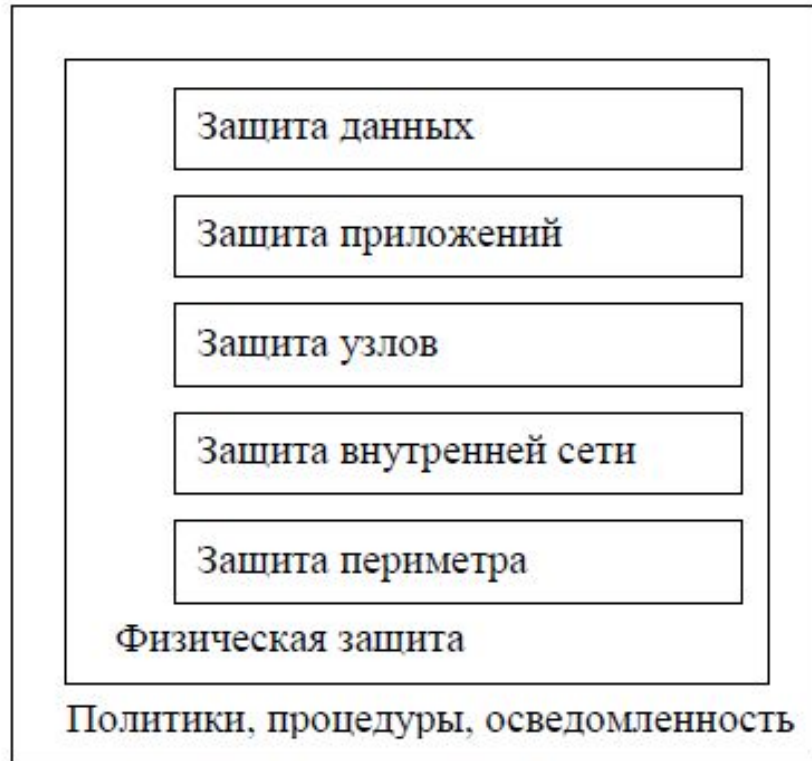 Защита данных
Защита приложений
Защита узлов
Защита внутренней сети
Защита периметра
Физическая защита
Политики, процедуры, осведомленность